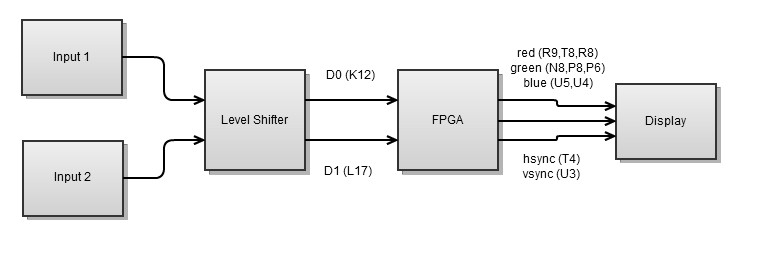 Input 1
Input 2
Level Shifter
D0 (K12)
D1 (L17)
FPGA
red (R9,T8,R8)
green (N8,P8,P6)
blue (U5,U4)
hsync (T4)
vsync (U3)
Display